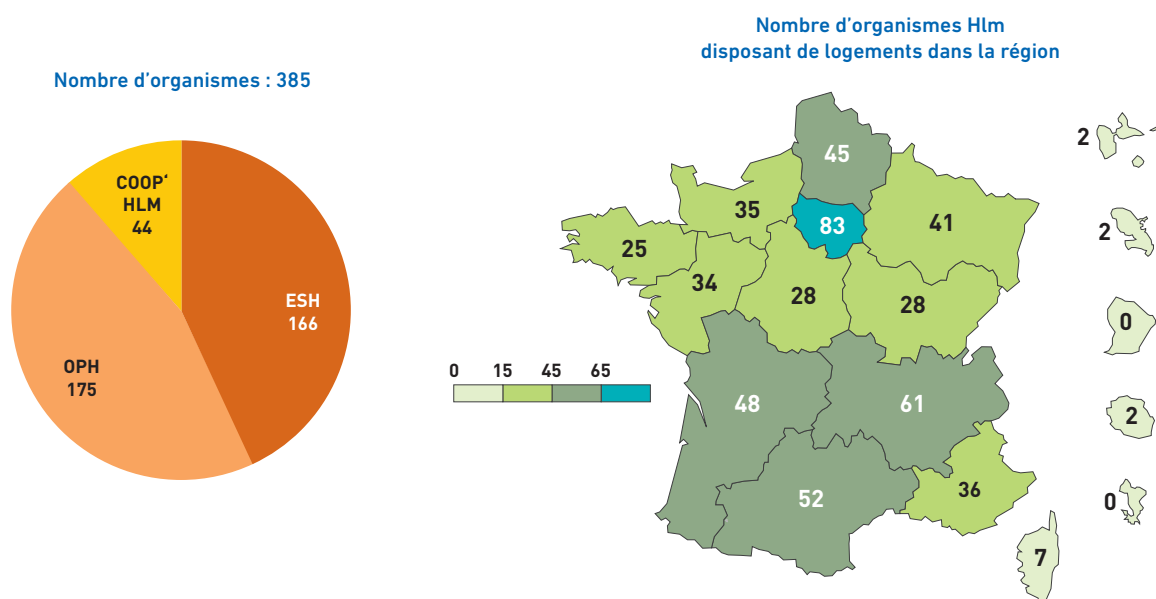 Nombre d’organismes : 385
COOP‘
HLM
44
ESH
166
OPH
175
Nombre d’organismes Hlm
disposant de logements dans la région
45
35
83
41
25
34
28
28
48
61
52
36
7
2
2
0
2
0
0 15 45 65